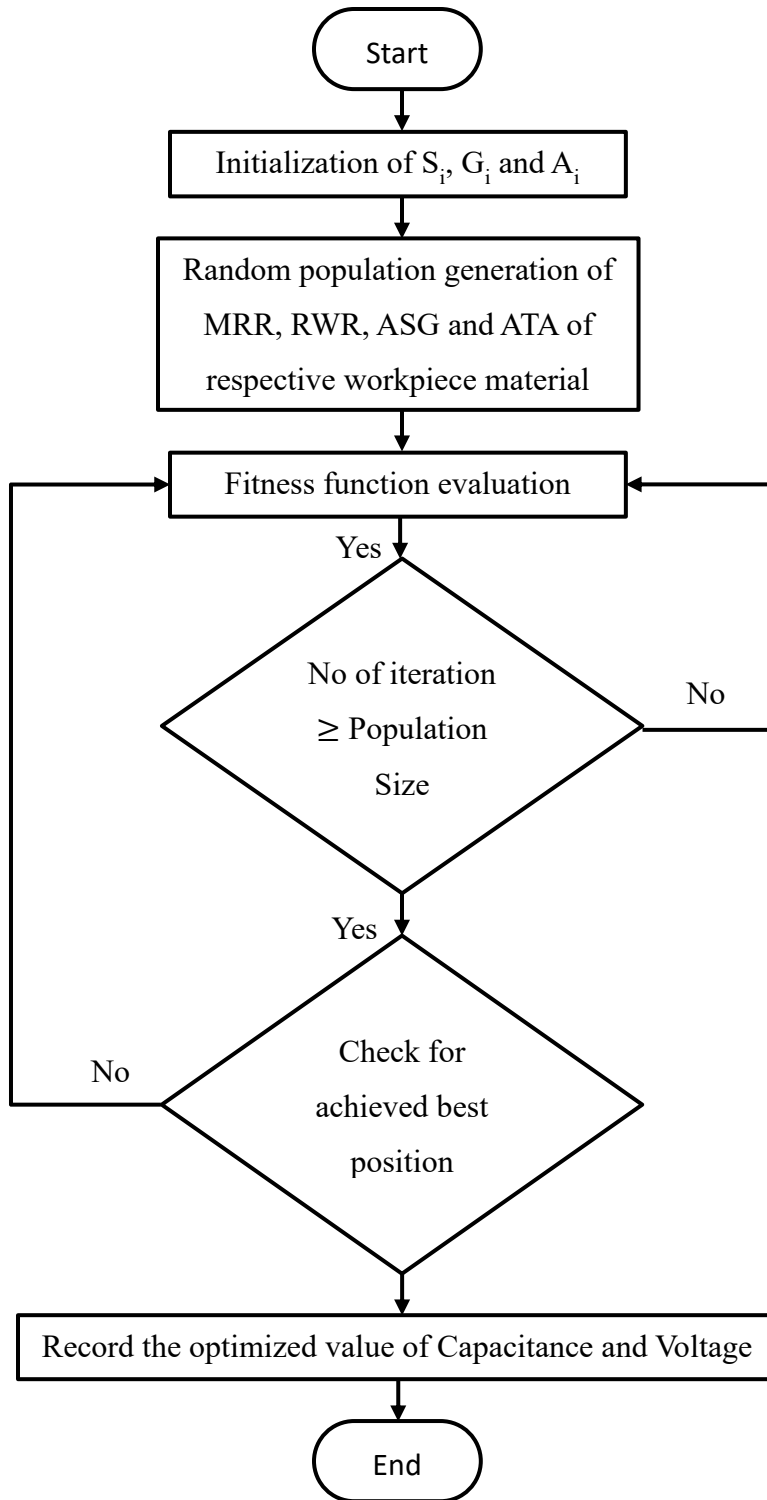 Start
Initialization of Sᵢ, Gᵢ and Aᵢ
Random population generation of
MRR, RWR, ASG and ATA of
respective workpiece material
Fitness function evaluation
Yes
No of iteration
≥ Population
Size
No
Yes
Check for
achieved best
position
No
Record the optimized value of Capacitance and Voltage
End